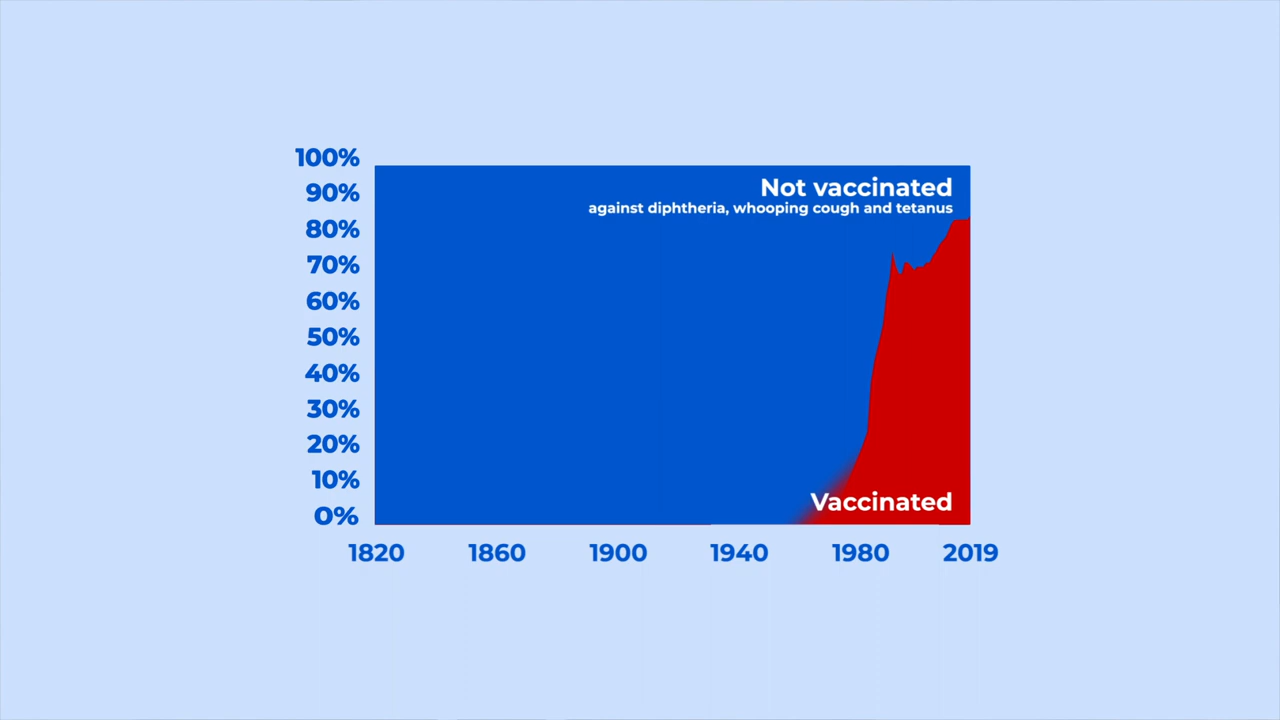 100%
90%
80%
70%
60%
50%
40%
30%
20%
10%
0%
Not vaccinated
against diphtheria, whooping cough and tetanus
Vaccinated
1820 1860 1900 1940 1980 2019